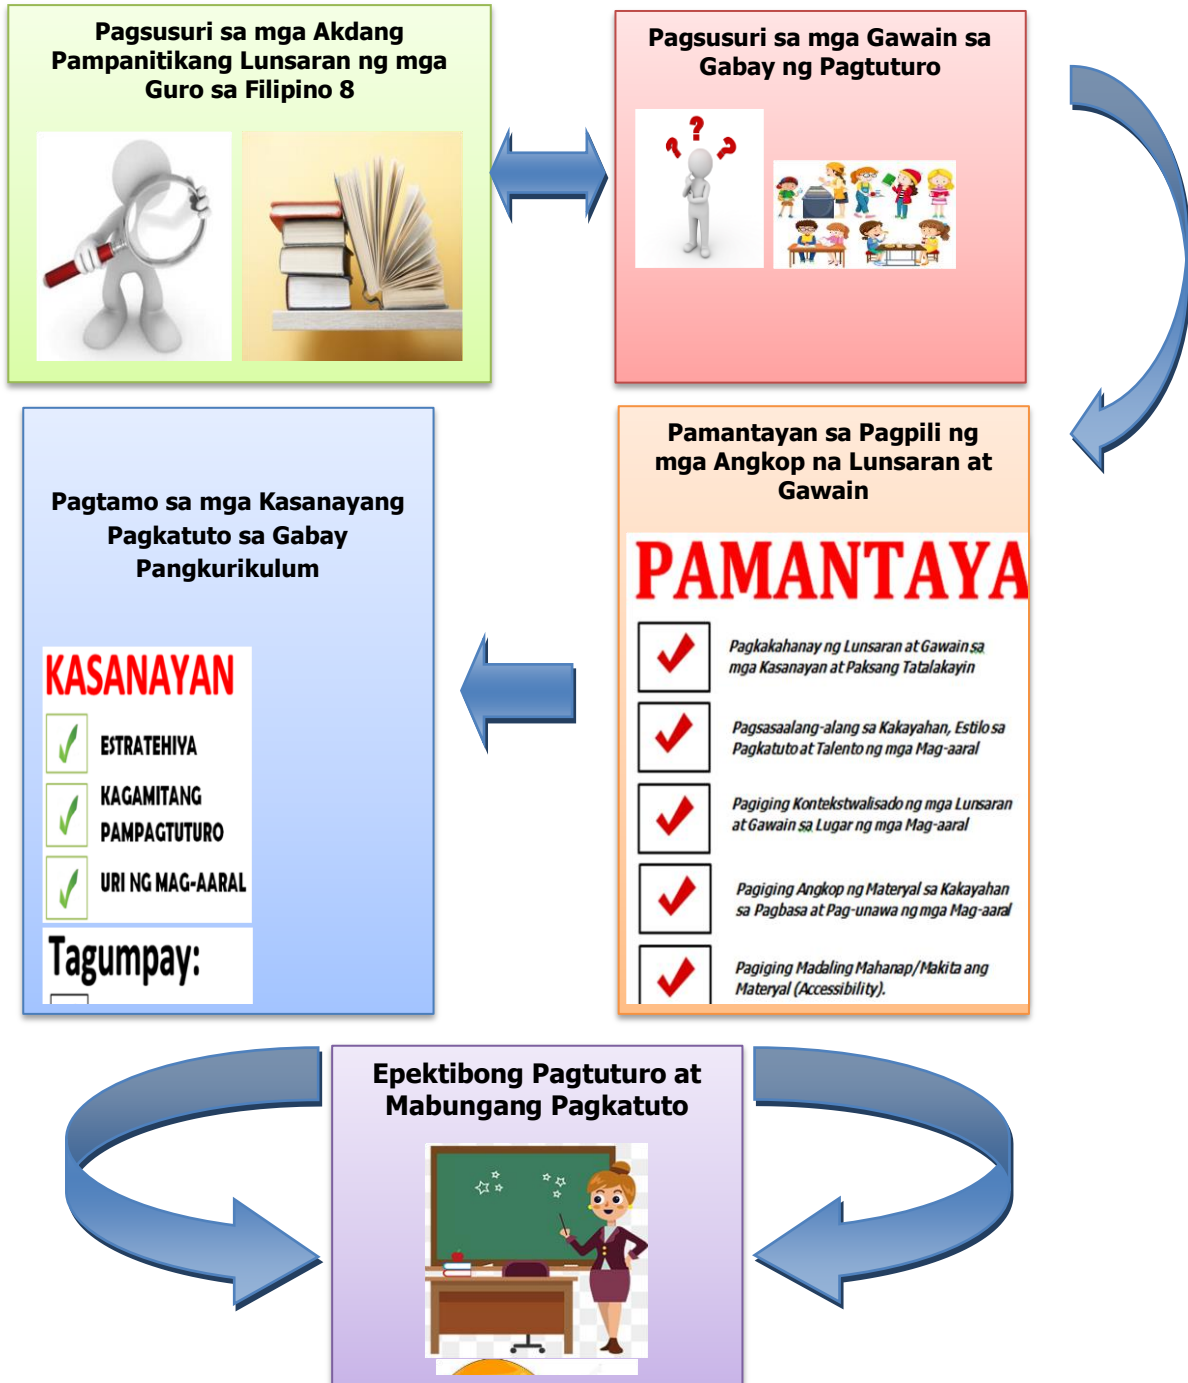 Pagsusuri sa mga Akdang
Pampanitikang Lunsaran ng mga
Guro sa Filipino 8
Pagsusuri sa mga Gawain sa
Gabay ng Pagtuturo
? ? ?
Pagtamo sa mga Kasanayang
Pagkatuto sa Gabay
Pangkurikulum
KASANAYAN
ESTRATEHIYA
KAGAMITANG
PAMPAGTUTURO
URI NG MAG-AARAL
Tagumpay:
Pamantayan sa Pagpili ng
mga Angkop na Lunsaran at
Gawain
PAMANTAYA
Pagkakahanay ng Lunsaran at Gawain sa
mga Kasanayan at Paksang Tatalakayin
Pagsasaalang-alang sa Kakayahan, Estilo sa
Pagkatuto at Talento ng mga Mag-aaral
Pagiging Kontekstwalisado ng mga Lunsaran
at Gawain sa Lugar ng mga Mag-aaral
Pagiging Angkop ng Materyal sa Kakayahan
sa Pagbasa at Pag-unawa ng mga Mag-aaral
Pagiging Madaling Mahanap/Makita ang
Materyal (Accessibility).
Epektibong Pagtuturo at
Mabungang Pagkatuto